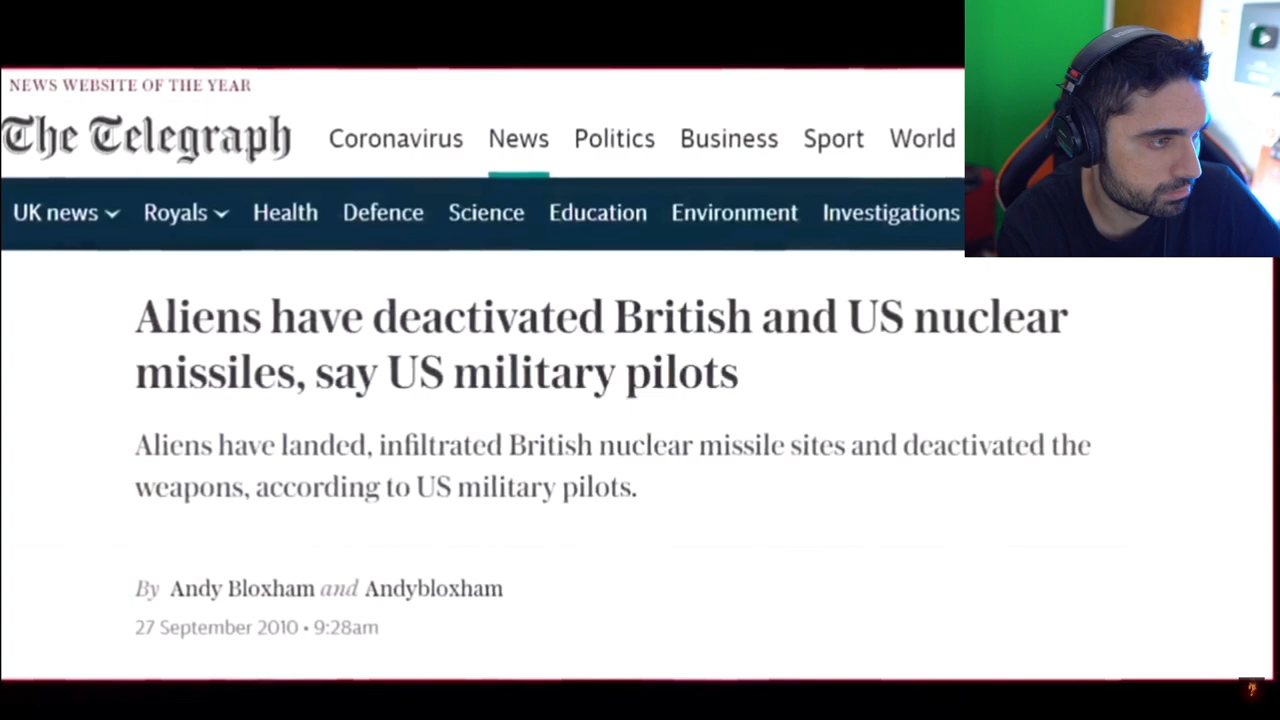 NEWS WEBSITE OF THE YEAR
The Telegraph
Coronavirus News Politics Business Sport World
UK news Royals Health Defence Science Education Environment Investigations
Aliens have deactivated British and US nuclear
missiles, say US military pilots
Aliens have landed, infiltrated British nuclear missile sites and deactivated the
weapons, according to US military pilots.
By Andy Bloxham and Andybloxham
27 September 2010 • 9:28am